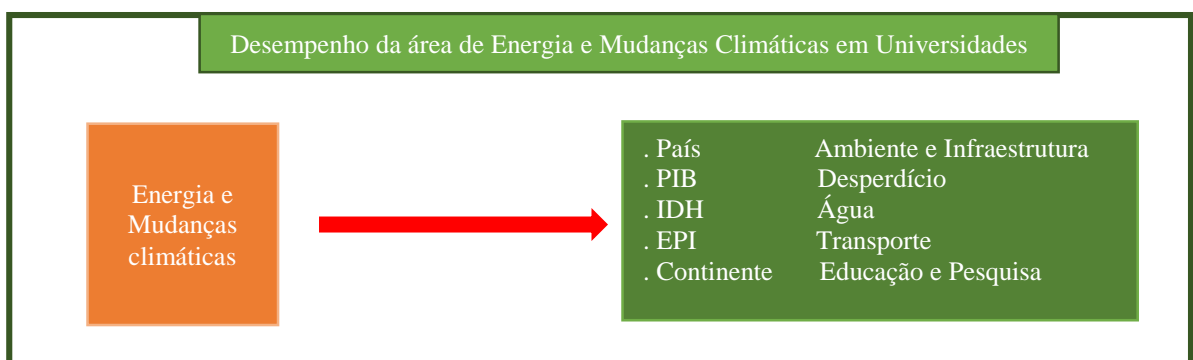 Desempenho da área de Energia e Mudanças Climáticas em Universidades
Energia e
Mudanças
climáticas
. País Ambiente e Infraestrutura
. PIB Desperdício
. IDH Água
. EPI Transporte
. Continente Educação e Pesquisa